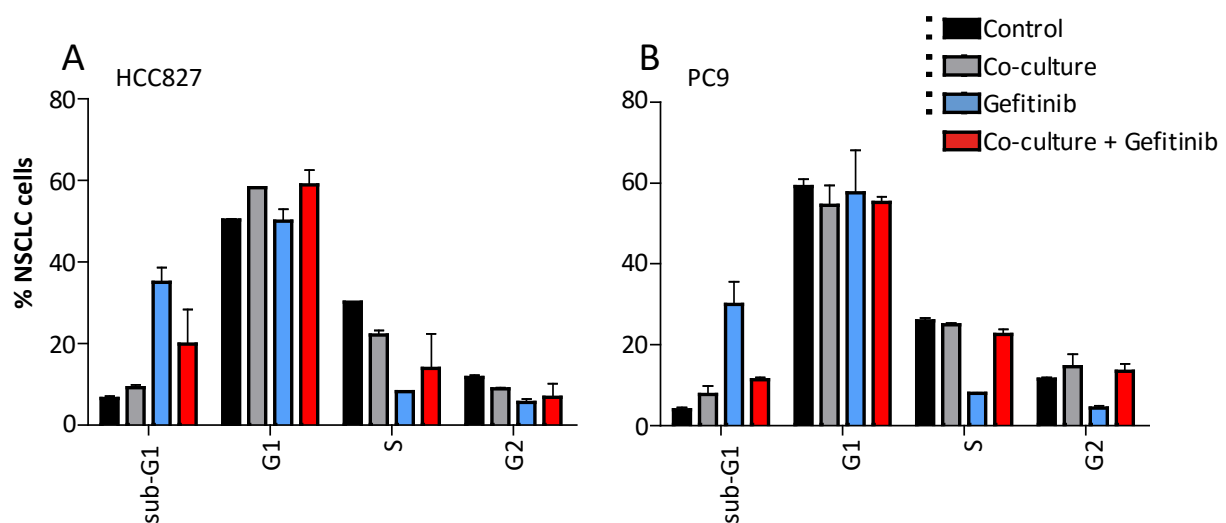 A
HCC827
% NSCLC cells
80
60
40
20
0
sub-G1
G1
S
G2
B
PC9
80
60
40
20
0
sub-G1
G1
S
G2
Control
Co-culture
Gefitinib
Co-culture + Gefitinib